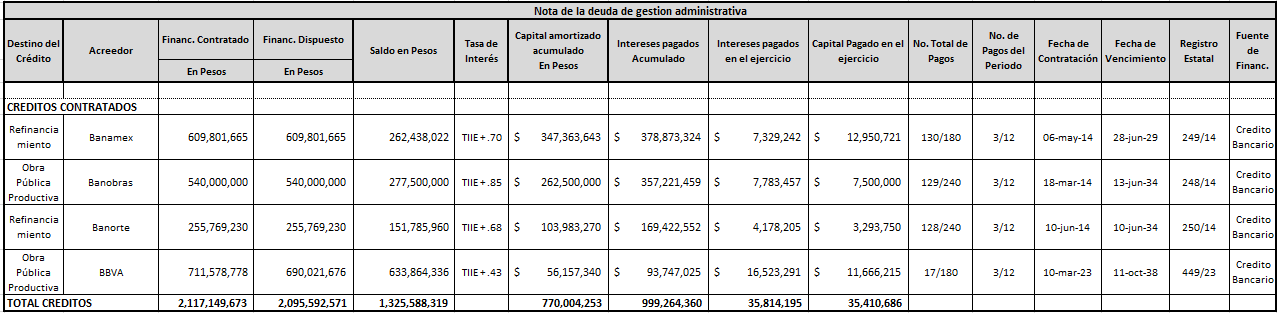 Nota de la deuda de gestion administrativa
Destino del Crédito | Acreedor | Financ. Contratado | Financ. Dispuesto | Saldo en Pesos | Tasa de Interés | Capital amortizado acumulado En Pesos | Intereses pagados Acumulado | Intereses pagados en el ejercicio | Capital Pagado en el ejercicio | No. Total de Pagos | No. de Pagos del Periodo | Fecha de Contratación | Fecha de Vencimiento | Registro Estatal | Fuente de Financ.
En Pesos | En Pesos
CREDITOS CONTRATADOS
Refinancia miento | Banamex | 609,801,665 | 609,801,665 | 262,438,022 | TIIE + .70 | $ 347,363,643 | $ 378,873,324 | $ 7,329,242 | $ 12,950,721 | 130/180 | 3/12 | 06-may-14 | 28-jun-29 | 249/14 | Credito Bancario
Obra Pública Productiva | Banobras | 540,000,000 | 540,000,000 | 277,500,000 | TIIE + .85 | $ 262,500,000 | $ 357,221,459 | $ 7,783,457 | $ 7,500,000 | 129/240 | 3/12 | 18-mar-14 | 13-jun-34 | 248/14 | Credito Bancario
Refinancia miento | Banorte | 255,769,230 | 255,769,230 | 151,785,960 | TIIE + .68 | $ 103,983,270 | $ 169,422,552 | $ 4,178,205 | $ 3,293,750 | 128/240 | 3/12 | 10-jun-14 | 10-jun-34 | 250/14 | Credito Bancario
Obra Pública Productiva | BBVA | 711,578,778 | 690,021,676 | 633,864,336 | TIIE + .43 | $ 56,157,340 | $ 93,747,025 | $ 16,523,291 | $ 11,666,215 | 17/180 | 3/12 | 10-mar-23 | 11-oct-38 | 449/23 | Credito Bancario
TOTAL CREDITOS | 2,117,149,673 | 2,095,592,571 | 1,325,588,319 | 770,004,253 | 999,264,360 | 35,814,195 | 35,410,686